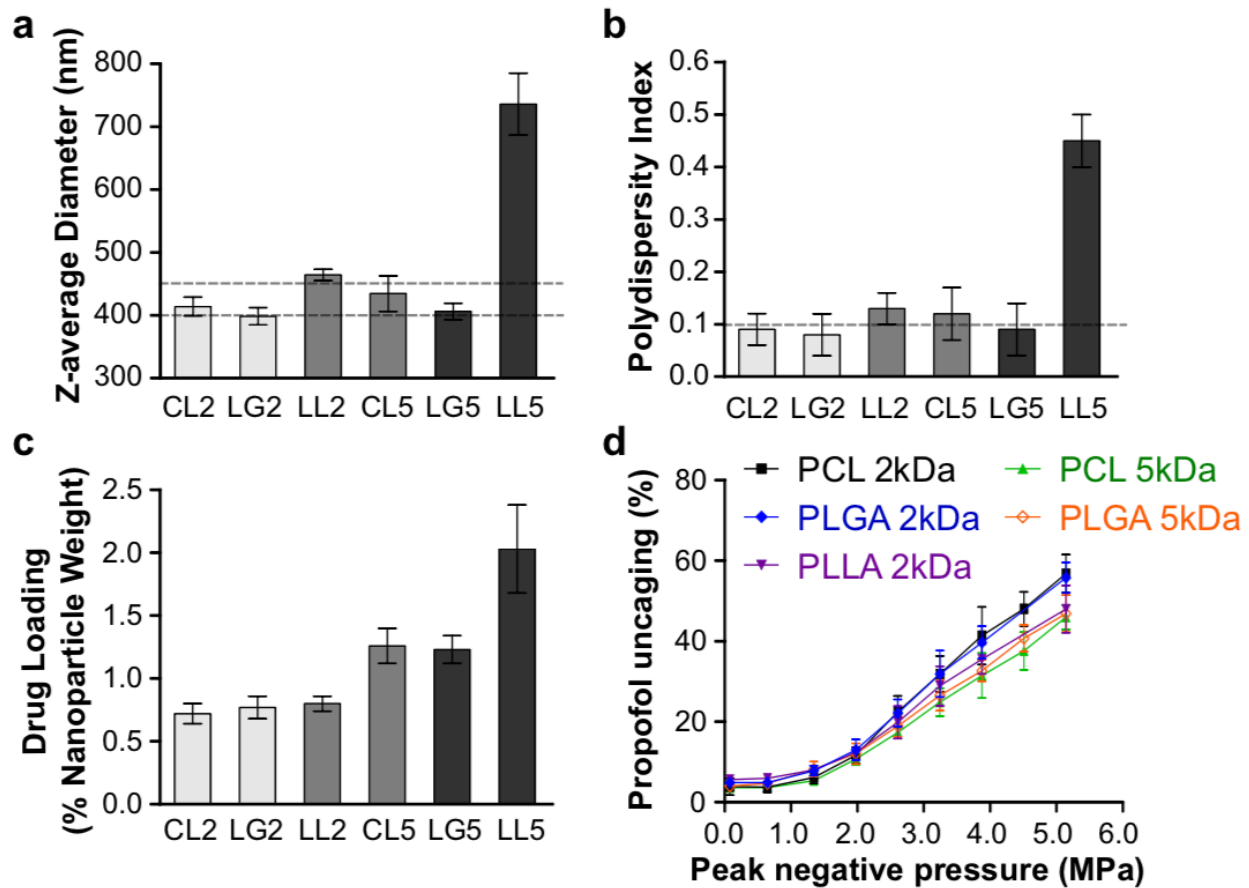 a
Z-average Diameter (nm)
800
700
600
500
400
300
CL2 LG2 LL2 CL5 LG5 LL5
b
Polydispersity Index
0.6
0.5
0.4
0.3
0.2
0.1
0.0
CL2 LG2 LL2 CL5 LG5 LL5
c
Drug Loading
(% Nanoparticle Weight)
2.5
2.0
1.5
1.0
0.5
0.0
CL2 LG2 LL2 CL5 LG5 LL5
d
Propofol uncaging (%)
80
60
40
20
0
PCL 2kDa PCL 5kDa
PLGA 2kDa PLGA 5kDa
PLLA 2kDa
0.0 1.0 2.0 3.0 4.0 5.0 6.0
Peak negative pressure (MPa)